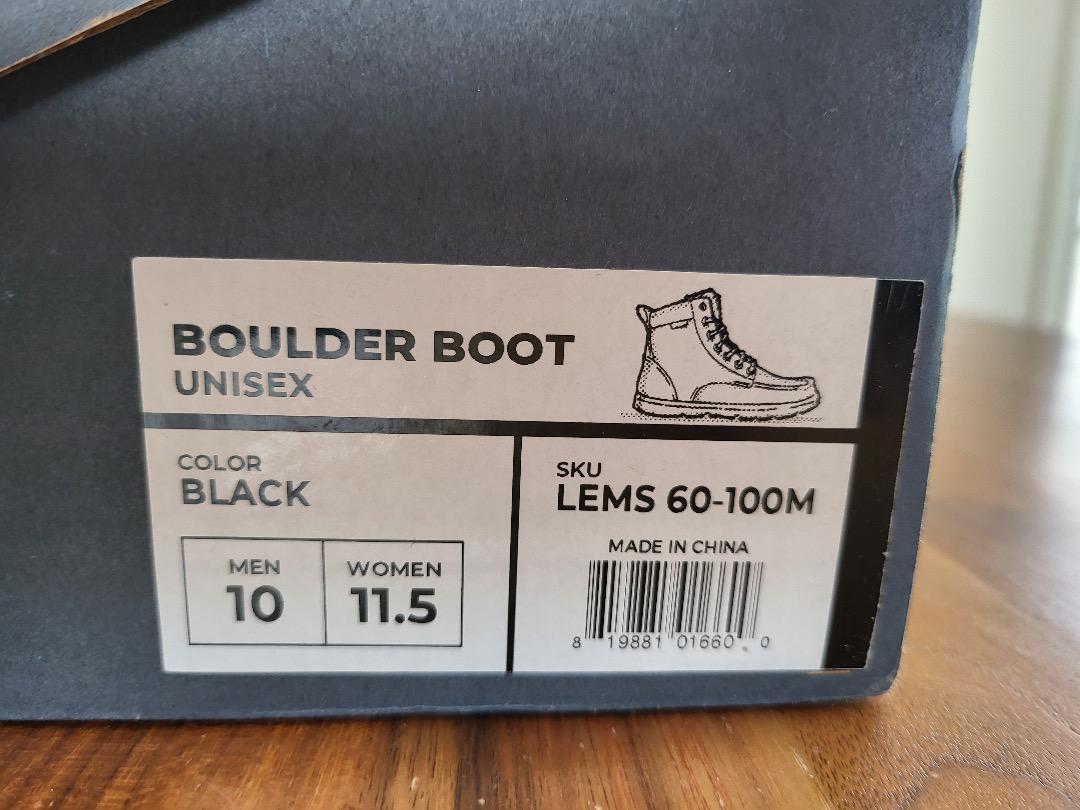 BOULDER BOOT
UNISEX
COLOR
BLACK
MEN
10
WOMEN
11.5
SKU
LEMS 60-100M
MADE IN CHINA
8 19881 01660 0